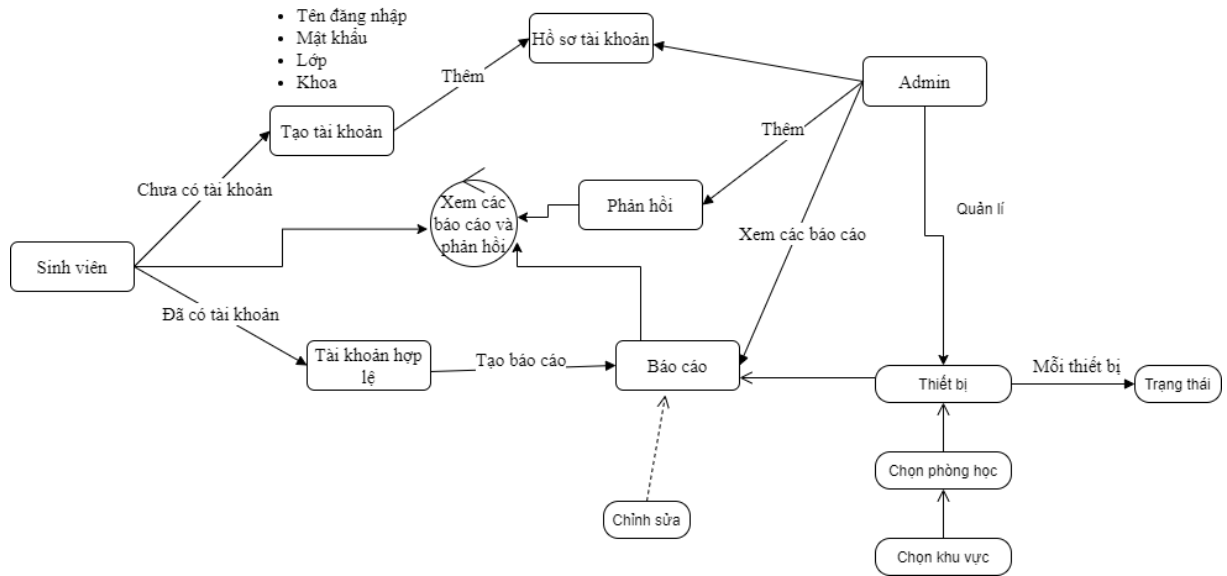 Tên đăng nhập
Mật khẩu
Lớp
Khoa
Hồ sơ tài khoản
Thêm
Admin
Tạo tài khoản
Thêm
Chưa có tài khoản
Xem các
báo cáo và
phản hồi
Phản hồi
Quản lí
Xem các báo cáo
Sinh viên
Đã có tài khoản
Tài khoản hợp
lệ
Tạo báo cáo
Báo cáo
Thiết bị
Mỗi thiết bị
Trạng thái
Chọn phòng học
Chỉnh sửa
Chọn khu vực